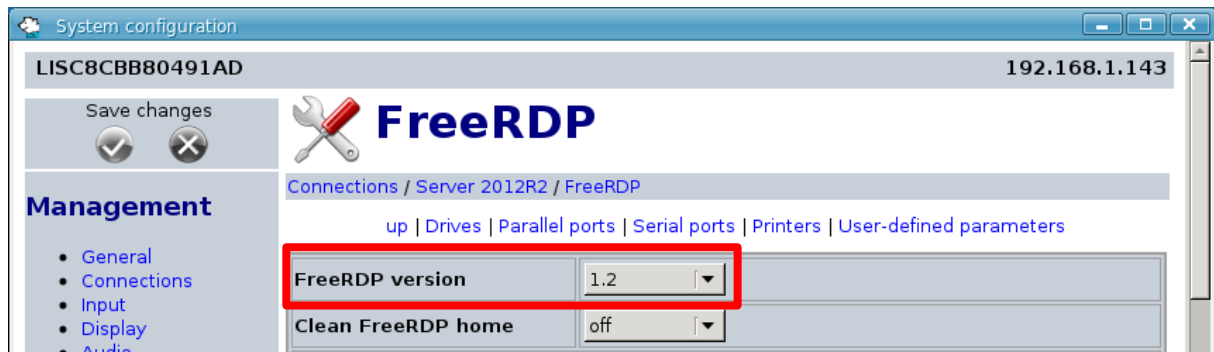 System configuration
LISC8CBB80491AD 192.168.1.143
Save changes
FreeRDP
Connections / Server 2012R2 / FreeRDP
Management
up | Drives | Parallel ports | Serial ports | Printers | User-defined parameters
General
Connections
Input
Display
Audio
FreeRDP version 1.2
Clean FreeRDP home off